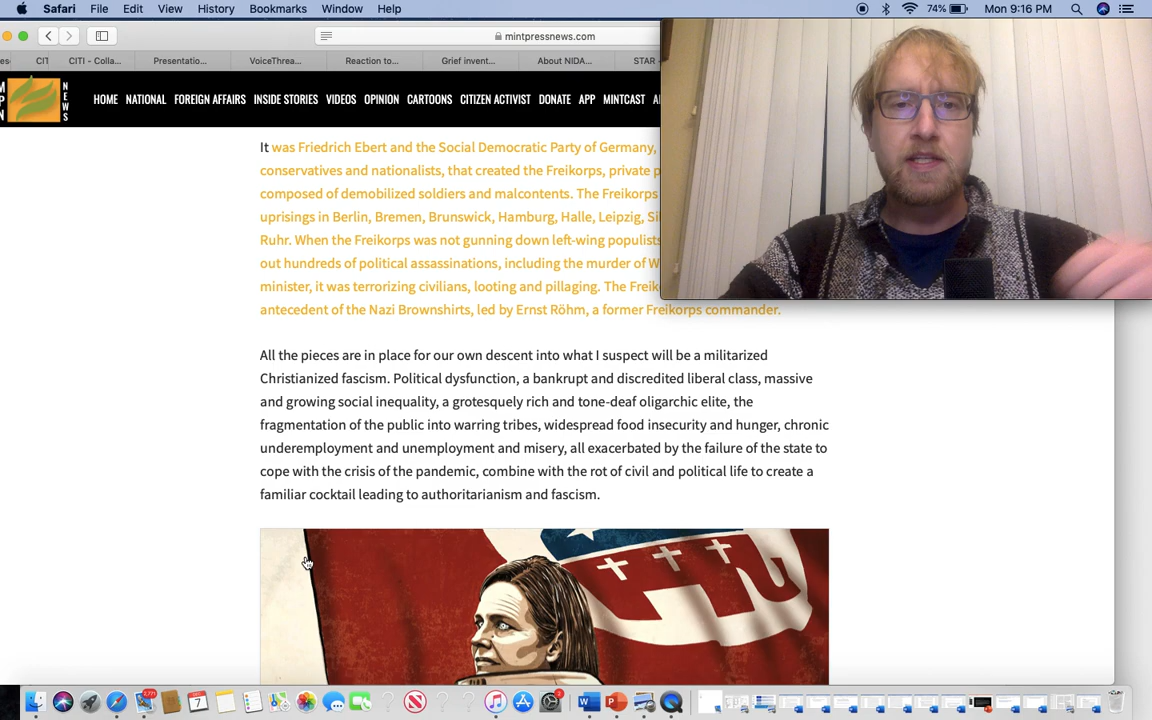 Safari File Edit View History Bookmarks Window Help 74% Mon 9:16 PM
mintpressnews.com
CIT CITI - Colla... Presentatio... VoiceThrea... Reaction to... Grief invent... About NIDA... STAR
M P N NEWS
HOME NATIONAL FOREIGN AFFAIRS INSIDE STORIES VIDEOS OPINION CARTOONS CITIZEN ACTIVIST DONATE APP MINTCAST
It was Friedrich Ebert and the Social Democratic Party of Germany,
conservatives and nationalists, that created the Freikorps, private p
composed of demobilized soldiers and malcontents. The Freikorps
uprisings in Berlin, Bremen, Brunswick, Hamburg, Halle, Leipzig, Sil
Ruhr. When the Freikorps was not gunning down left-wing populists
out hundreds of political assassinations, including the murder of W
minister, it was terrorizing civilians, looting and pillaging. The Freik
antecedent of the Nazi Brownshirts, led by Ernst Röhm, a former Freikorps commander.
All the pieces are in place for our own descent into what I suspect will be a militarized
Christianized fascism. Political dysfunction, a bankrupt and discredited liberal class, massive
and growing social inequality, a grotesquely rich and tone-deaf oligarchic elite, the
fragmentation of the public into warring tribes, widespread food insecurity and hunger, chronic
underemployment and unemployment and misery, all exacerbated by the failure of the state to
cope with the crisis of the pandemic, combine with the rot of civil and political life to create a
familiar cocktail leading to authoritarianism and fascism.